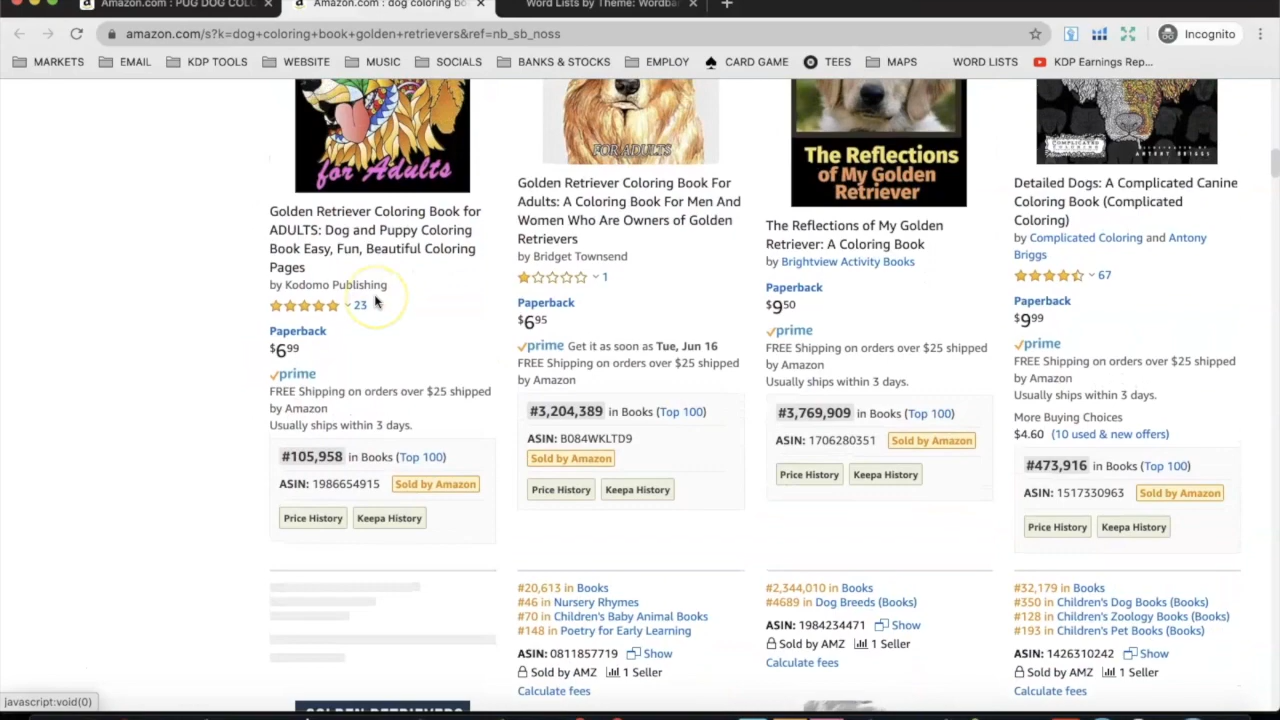 Amazon.com : PUG DOG COL
Amazon.com : dog coloring bo
Word Lists by Theme: Wordba
amazon.com/s?k=dog+coloring+book+golden+retrievers&ref=nb_sb_noss
Incognito
MARKETS
EMAIL
KDP TOOLS
WEBSITE
MUSIC
SOCIALS
BANKS & STOCKS
EMPLOY
CARD GAME
TEES
MAPS
WORD LISTS
KDP Earnings Rep...
for Adults
Golden Retriever Coloring Book for
ADULTS: Dog and Puppy Coloring
Book Easy, Fun, Beautiful Coloring
Pages
by Kodomo Publishing
23
Paperback
$6.99
prime
FREE Shipping on orders over $25 shipped
by Amazon
Usually ships within 3 days.
#105,958 in Books (Top 100)
ASIN: 1986654915 Sold by Amazon
Price History Keepa History
FOR ADULTS
Golden Retriever Coloring Book For
Adults: A Coloring Book For Men And
Women Who Are Owners of Golden
Retrievers
by Bridget Townsend
1
Paperback
$6.95
prime Get it as soon as Tue, Jun 16
FREE Shipping on orders over $25 shipped
by Amazon
#3,204,389 in Books (Top 100)
ASIN: B084WKLTD9
Sold by Amazon
Price History Keepa History
The Reflections
of My Golden
Retriever
The Reflections of My Golden
Retriever: A Coloring Book
by Brightview Activity Books
Paperback
$9.50
prime
FREE Shipping on orders over $25 shipped
by Amazon
Usually ships within 3 days.
#3,769,909 in Books (Top 100)
ASIN: 1706280351 Sold by Amazon
Price History Keepa History
ANTONY BRIGGS
Detailed Dogs: A Complicated Canine
Coloring Book (Complicated
Coloring)
by Complicated Coloring and Antony
Briggs
67
Paperback
$9.99
prime
FREE Shipping on orders over $25 shipped
by Amazon
Usually ships within 3 days.
More Buying Choices
$4.60 (10 used & new offers)
#473,916 in Books (Top 100)
ASIN: 1517330963 Sold by Amazon
Price History Keepa History
#20,613 in Books
#46 in Nursery Rhymes
#70 in Children's Baby Animal Books
#148 in Poetry for Early Learning
ASIN: 0811857719 Show
Sold by AMZ 1 Seller
Calculate fees
#2,344,010 in Books
#4689 in Dog Breeds (Books)
ASIN: 1984234471 Show
Sold by AMZ 1 Seller
Calculate fees
#32,179 in Books
#350 in Children's Dog Books (Books)
#128 in Children's Zoology Books (Books)
#193 in Children's Pet Books (Books)
ASIN: 1426310242 Show
Sold by AMZ 1 Seller
Calculate fees
javascript:void(0)